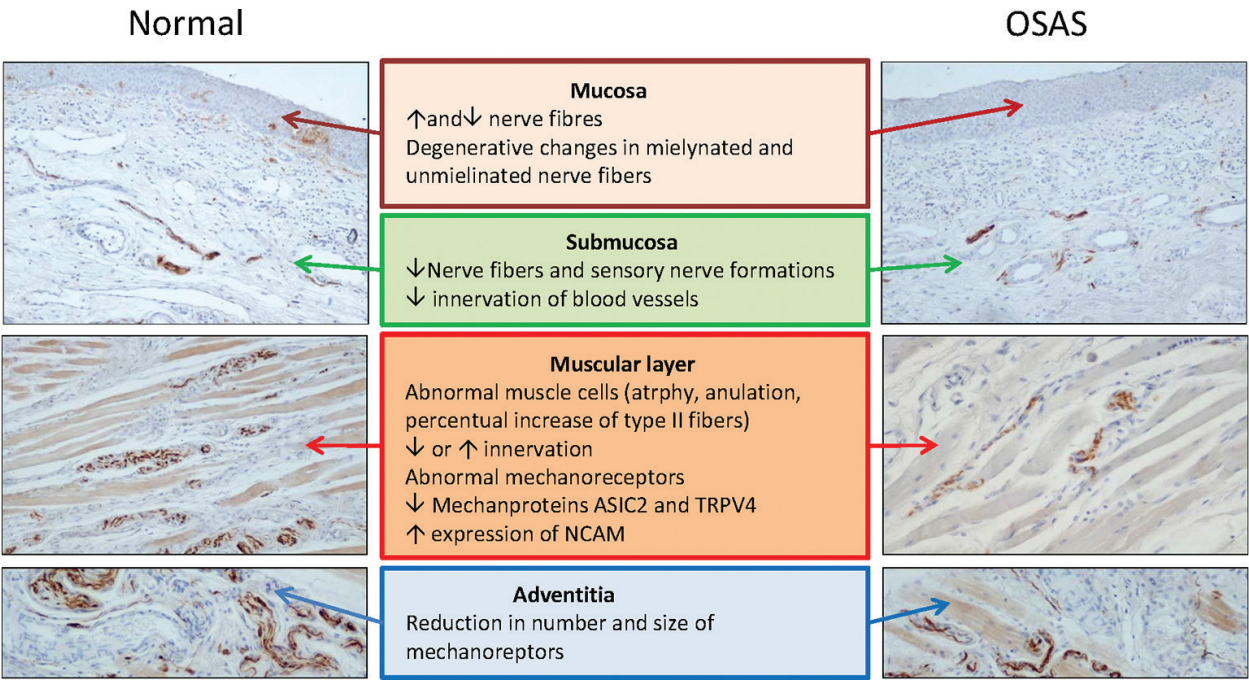 Normal
OSAS
Mucosa
↑and↓ nerve fibres
Degenerative changes in mielynated and
unmielinated nerve fibers
Submucosa
↓Nerve fibers and sensory nerve formations
↓ innervation of blood vessels
Muscular layer
Abnormal muscle cells (atrphy, anulation,
percentual increase of type II fibers)
↓ or ↑ innervation
Abnormal mechanoreceptors
↓ Mechanproteins ASIC2 and TRPV4
↑ expression of NCAM
Adventitia
Reduction in number and size of
mechanoreptors